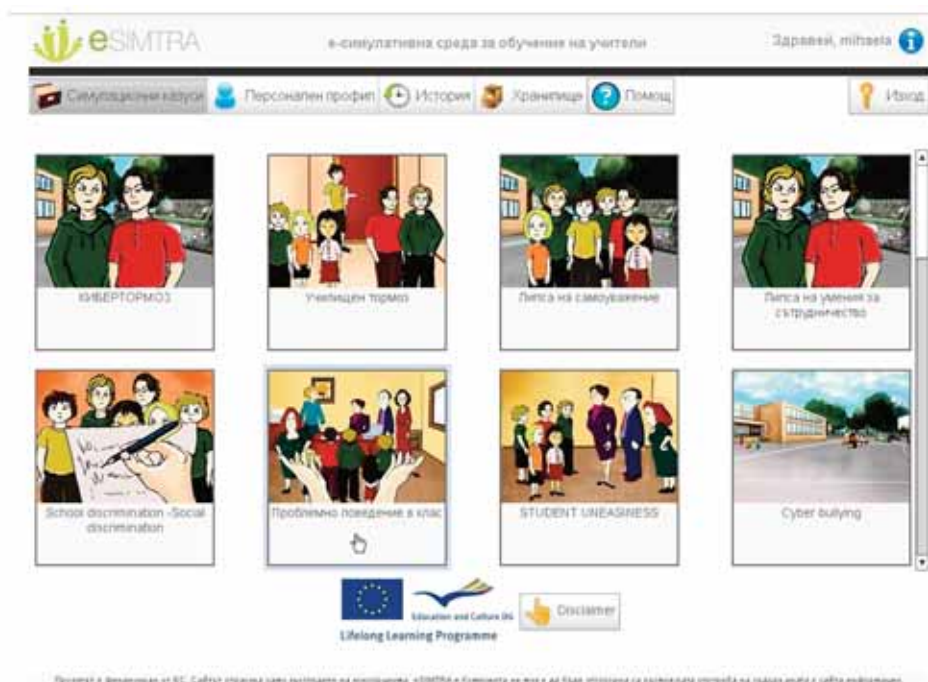 eSIMTRA
е-симулативна среда за обучение на учители
Здравей, mihaela
Симулационни казуси
Персонален профил
История
Хранилище
Помощ
Изход
КИБЕРТОРМОЗ
Училищен тормоз
Липса на самоуважение
Липса на умения за
сътрудничество
School discrimination -Social
discrimination
Проблемно поведение в клас
STUDENT UNEASINESS
Cyber bullying
Education and Culture DG
Lifelong Learning Programme
Disclaimer